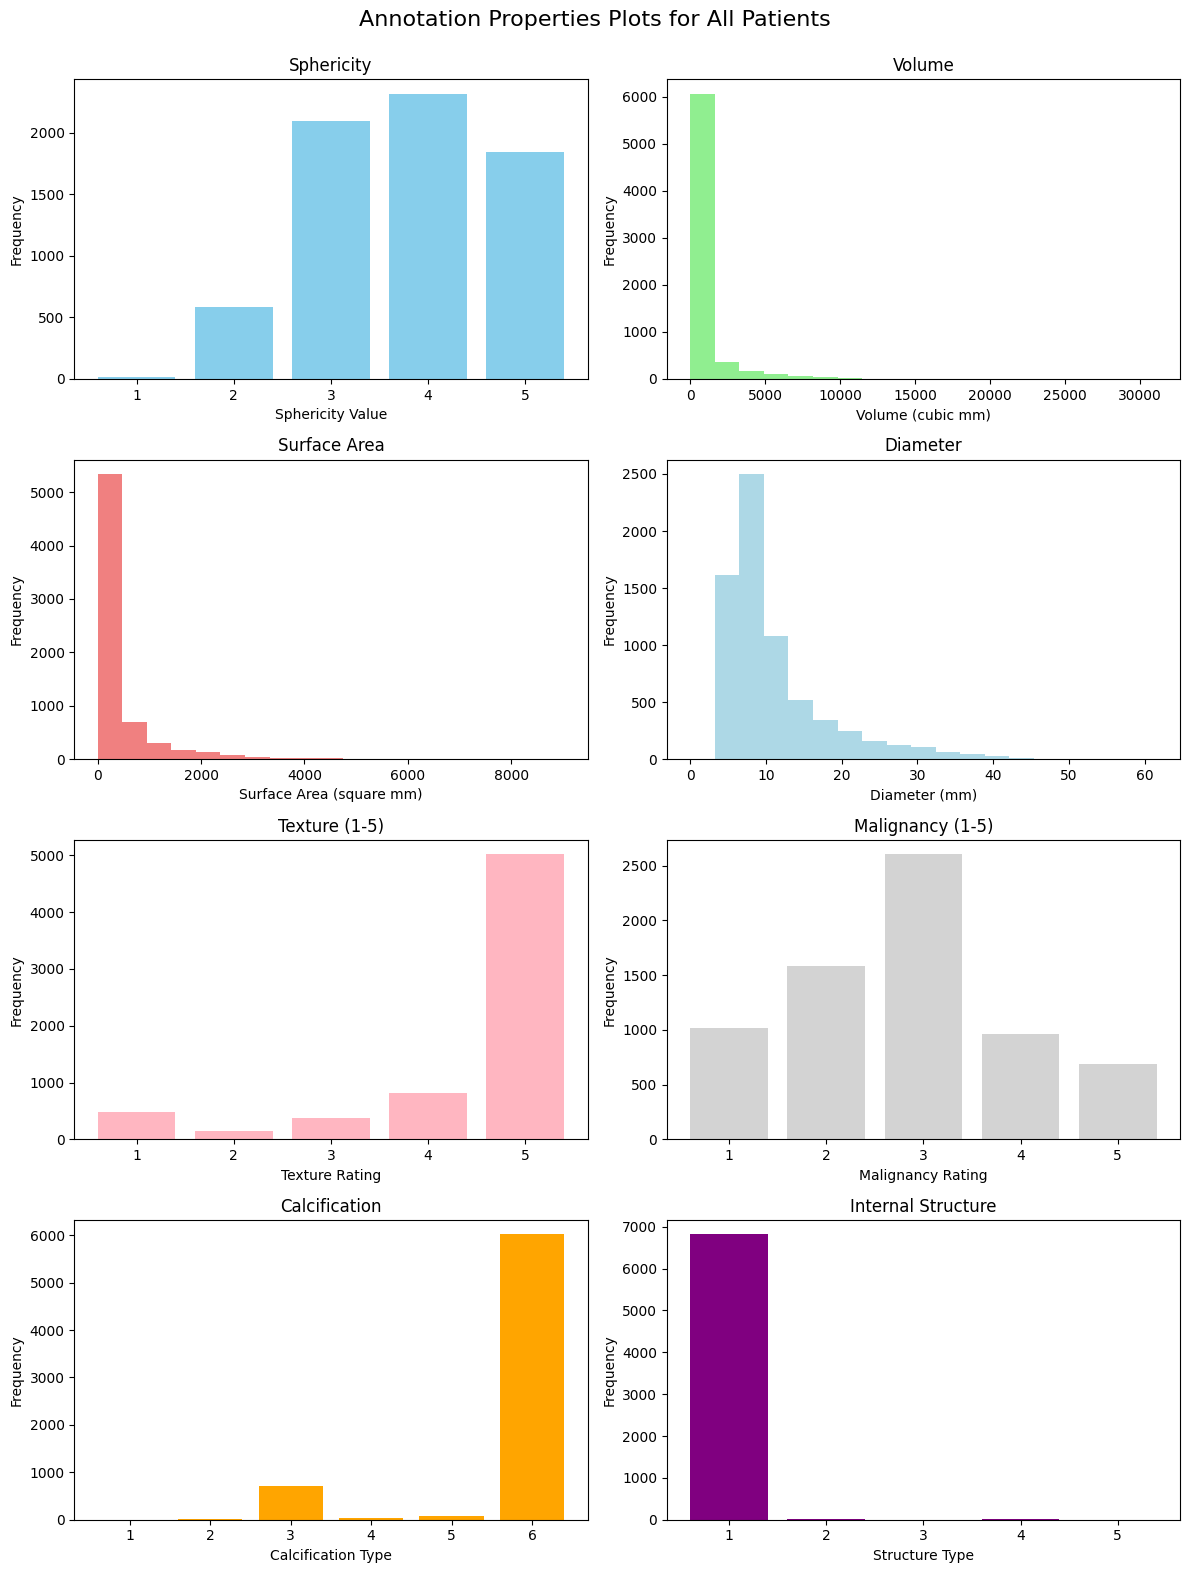 Annotation Properties Plots for All Patients
Sphericity
Frequency
2000
1500
1000
500
0
1 2 3 4 5
Sphericity Value
Volume
Frequency
6000
5000
4000
3000
2000
1000
0
0 5000 10000 15000 20000 25000 30000
Volume (cubic mm)
Surface Area
Frequency
5000
4000
3000
2000
1000
0
0 2000 4000 6000 8000
Surface Area (square mm)
Diameter
Frequency
2500
2000
1500
1000
500
0
0 10 20 30 40 50 60
Diameter (mm)
Texture (1-5)
Frequency
5000
4000
3000
2000
1000
0
1 2 3 4 5
Texture Rating
Malignancy (1-5)
Frequency
2500
2000
1500
1000
500
0
1 2 3 4 5
Malignancy Rating
Calcification
Frequency
6000
5000
4000
3000
2000
1000
0
1 2 3 4 5 6
Calcification Type
Internal Structure
Frequency
7000
6000
5000
4000
3000
2000
1000
0
1 2 3 4 5
Structure Type